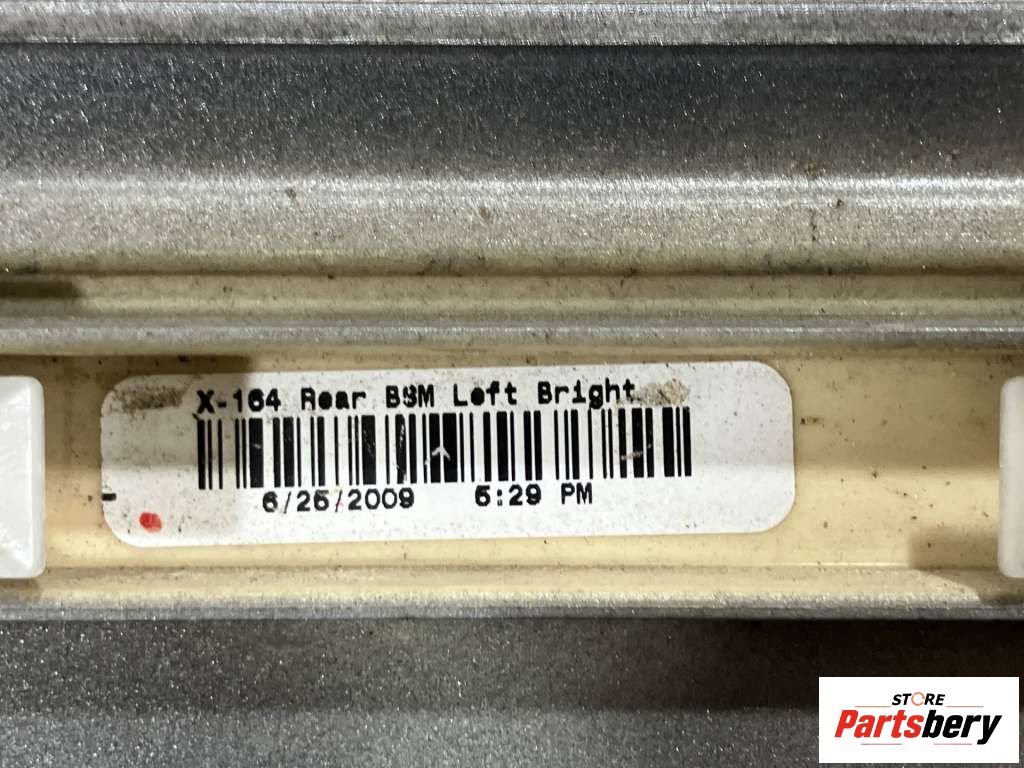 X-164 Rear BSM Left Bright
6/25/2009 5:29 PM
STORE
Partsbery